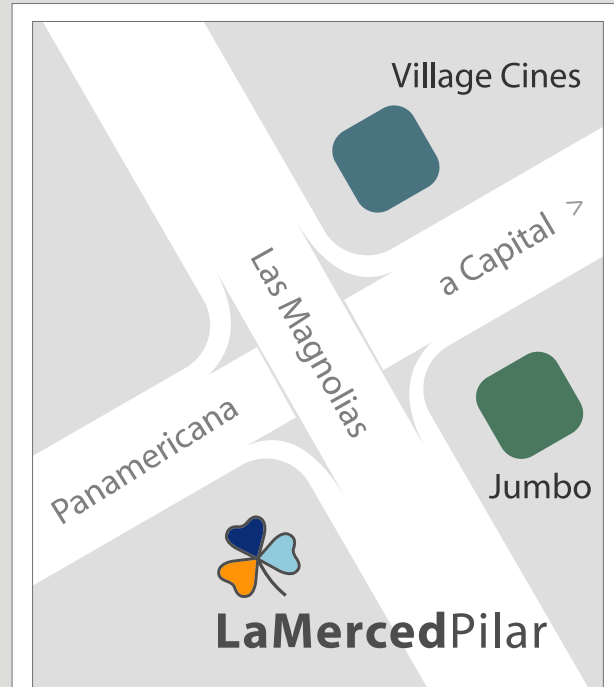 Village Cines
a Capital >
Las Magnolias
Panamericana
Jumbo
LaMercedPilar